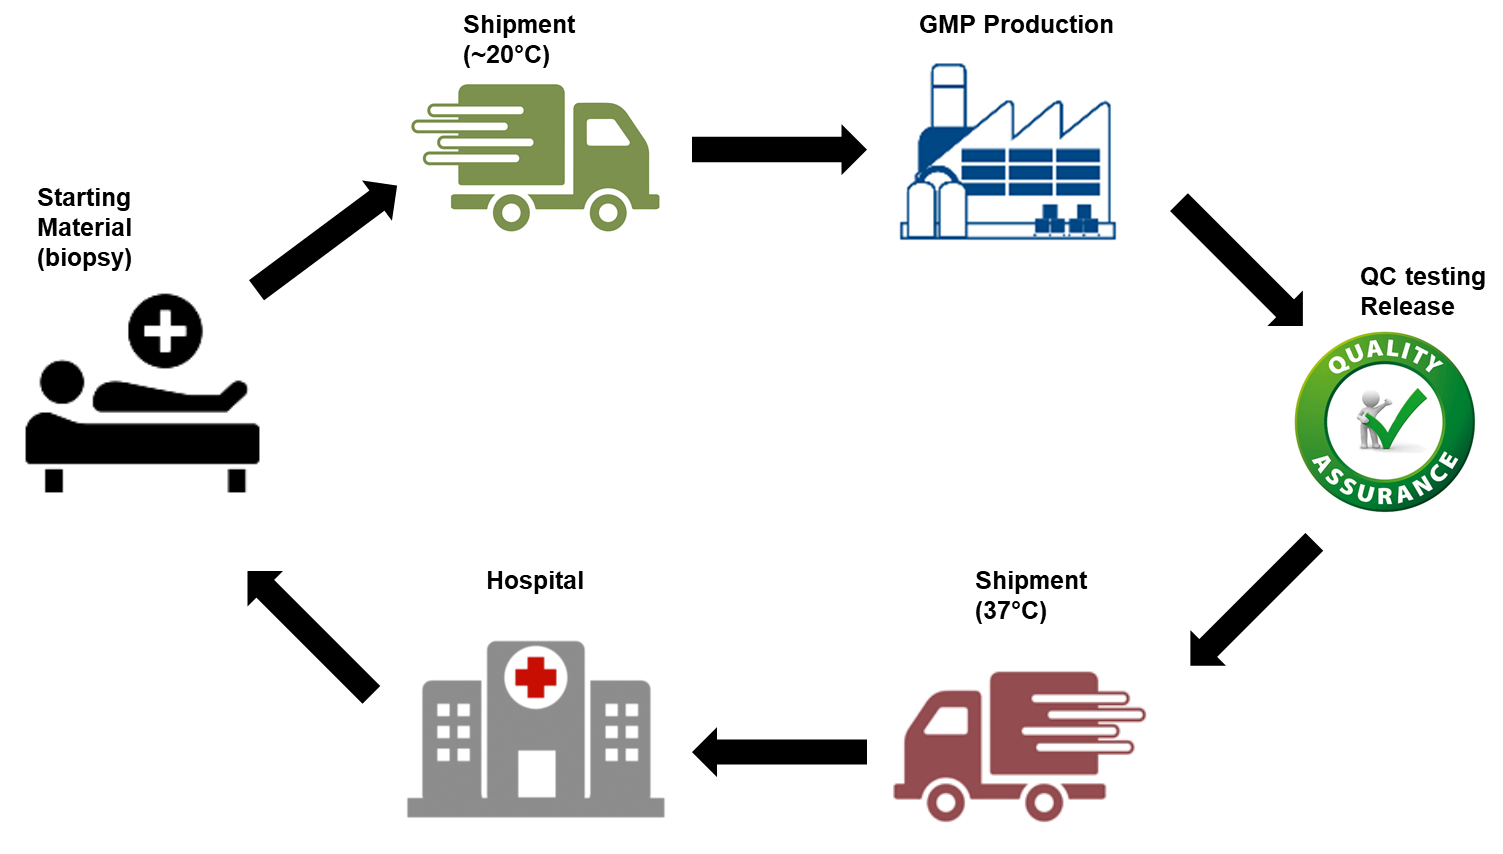 Shipment
(~20°C)
GMP Production
Starting
Material
(biopsy)
QC testing
Release
QUALITY
ASSURANCE
Hospital
Shipment
(37°C)